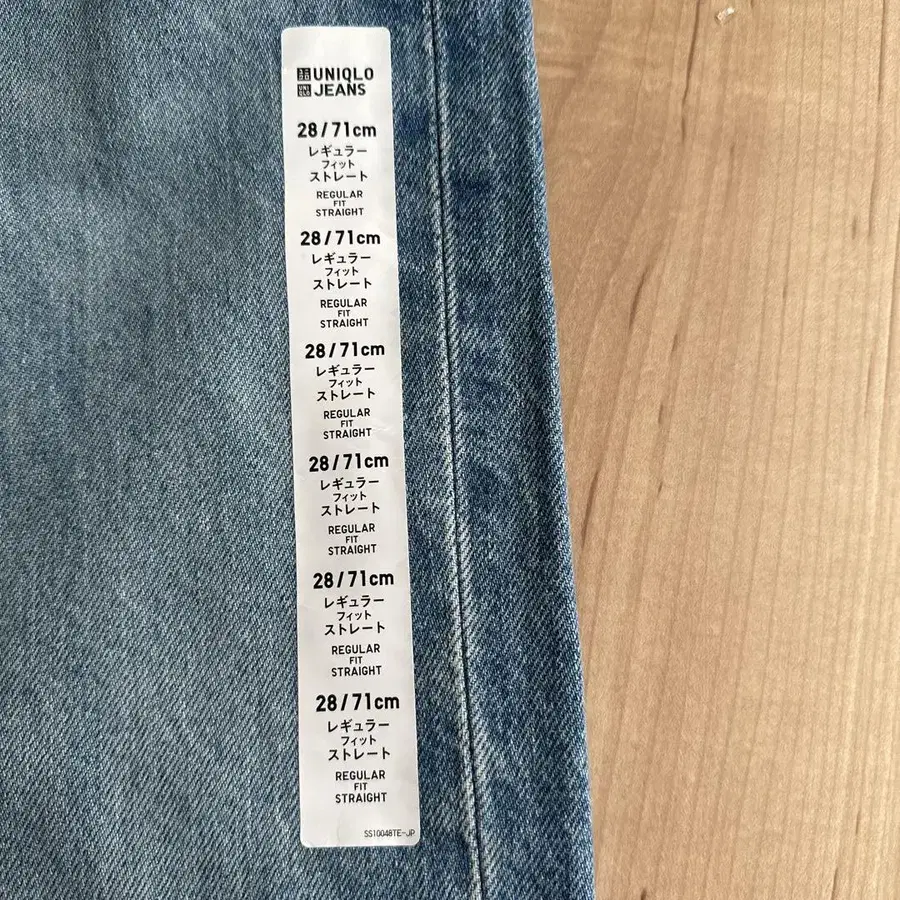 UNIQLO
JEANS
28/71cm
レギュラー
フィット
ストレート
REGULAR
FIT
STRAIGHT
28/71cm
レギュラー
フィット
ストレート
REGULAR
FIT
STRAIGHT
28/71cm
レギュラー
フィット
ストレート
REGULAR
FIT
STRAIGHT
28/71cm
レギュラー
フィット
ストレート
REGULAR
FIT
STRAIGHT
28/71cm
レギュラー
フィット
ストレート
REGULAR
FIT
STRAIGHT
28/71cm
レギュラー
フィット
ストレート
REGULAR
FIT
STRAIGHT
SS10048TE-JP